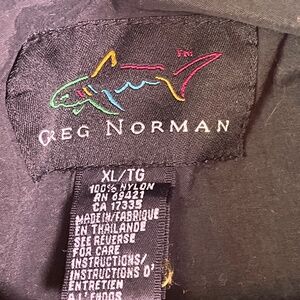 TM
GREG NORMAN
XL/TG
100% NYLON
RN 69421
CA 17335
MADE IN/FABRIQUE
EN THAILANDE
SEE REVERSE
FOR CARE
INSTRUCTIONS/
INSTRUCTIONS D'
ENTRETIEN
A L'ENDOS